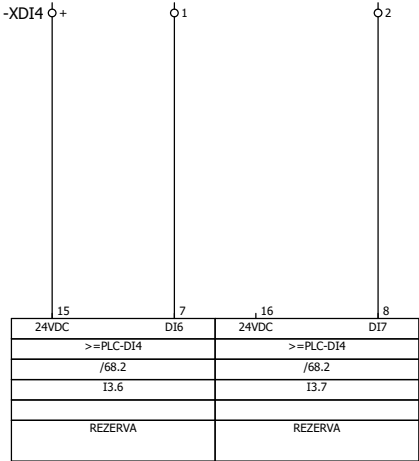 -XDI4 + 1 2
15 7 16 8
24VDC DI6 24VDC DI7
>=PLC-DI4 >=PLC-DI4
/68.2 /68.2
I3.6 I3.7
REZERVA REZERVA